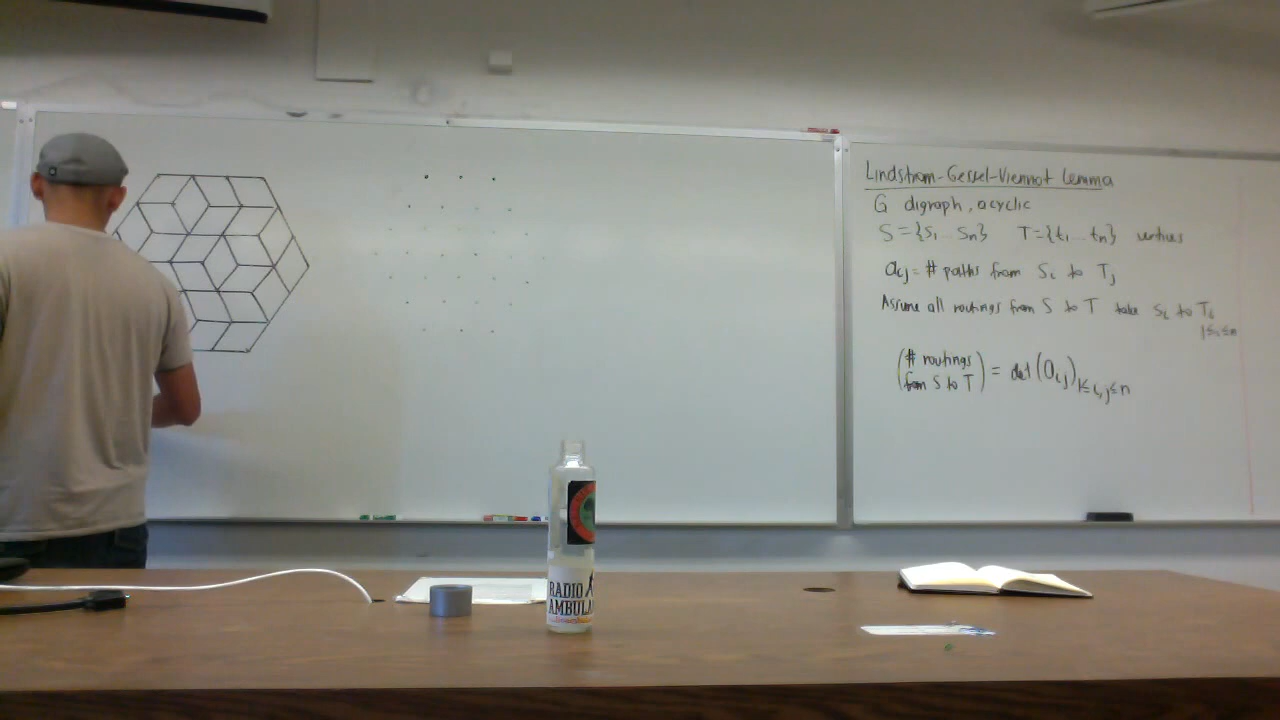 Lindstrom-Gessel-Viennot Lemma
G digraph, acyclic
S={s₁...sₙ} T={t₁...tₙ} vertices
aᵢⱼ = # paths from Sᵢ to Tⱼ
Assume all routings from S to T take Sᵢ to Tᵢ
1≤i≤n
(# routings from S to T) = det(aᵢⱼ)1≤i,j≤n
RADIO
AMBULA